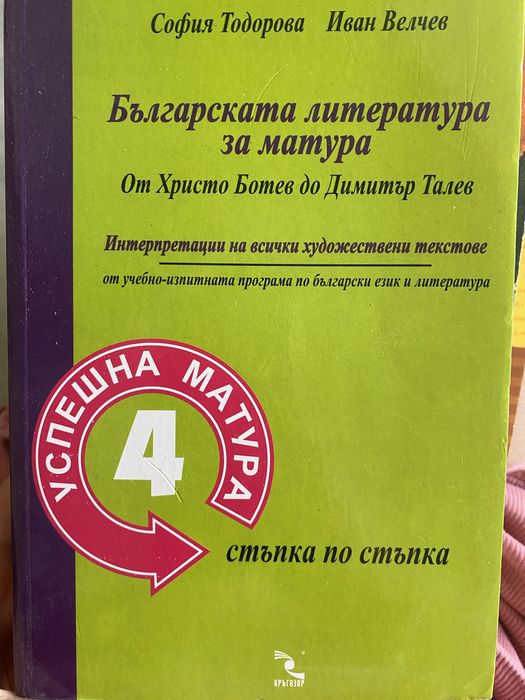 София Тодорова Иван Велчев
Българската литература
за матура
От Христо Ботев до Димитър Талев
Интерпретации на всички художествени текстове
от учебно-изпитната програма по български език и литература
УСПЕШНА МАТУРА
4
стъпка по стъпка
КРЪГОЗОР